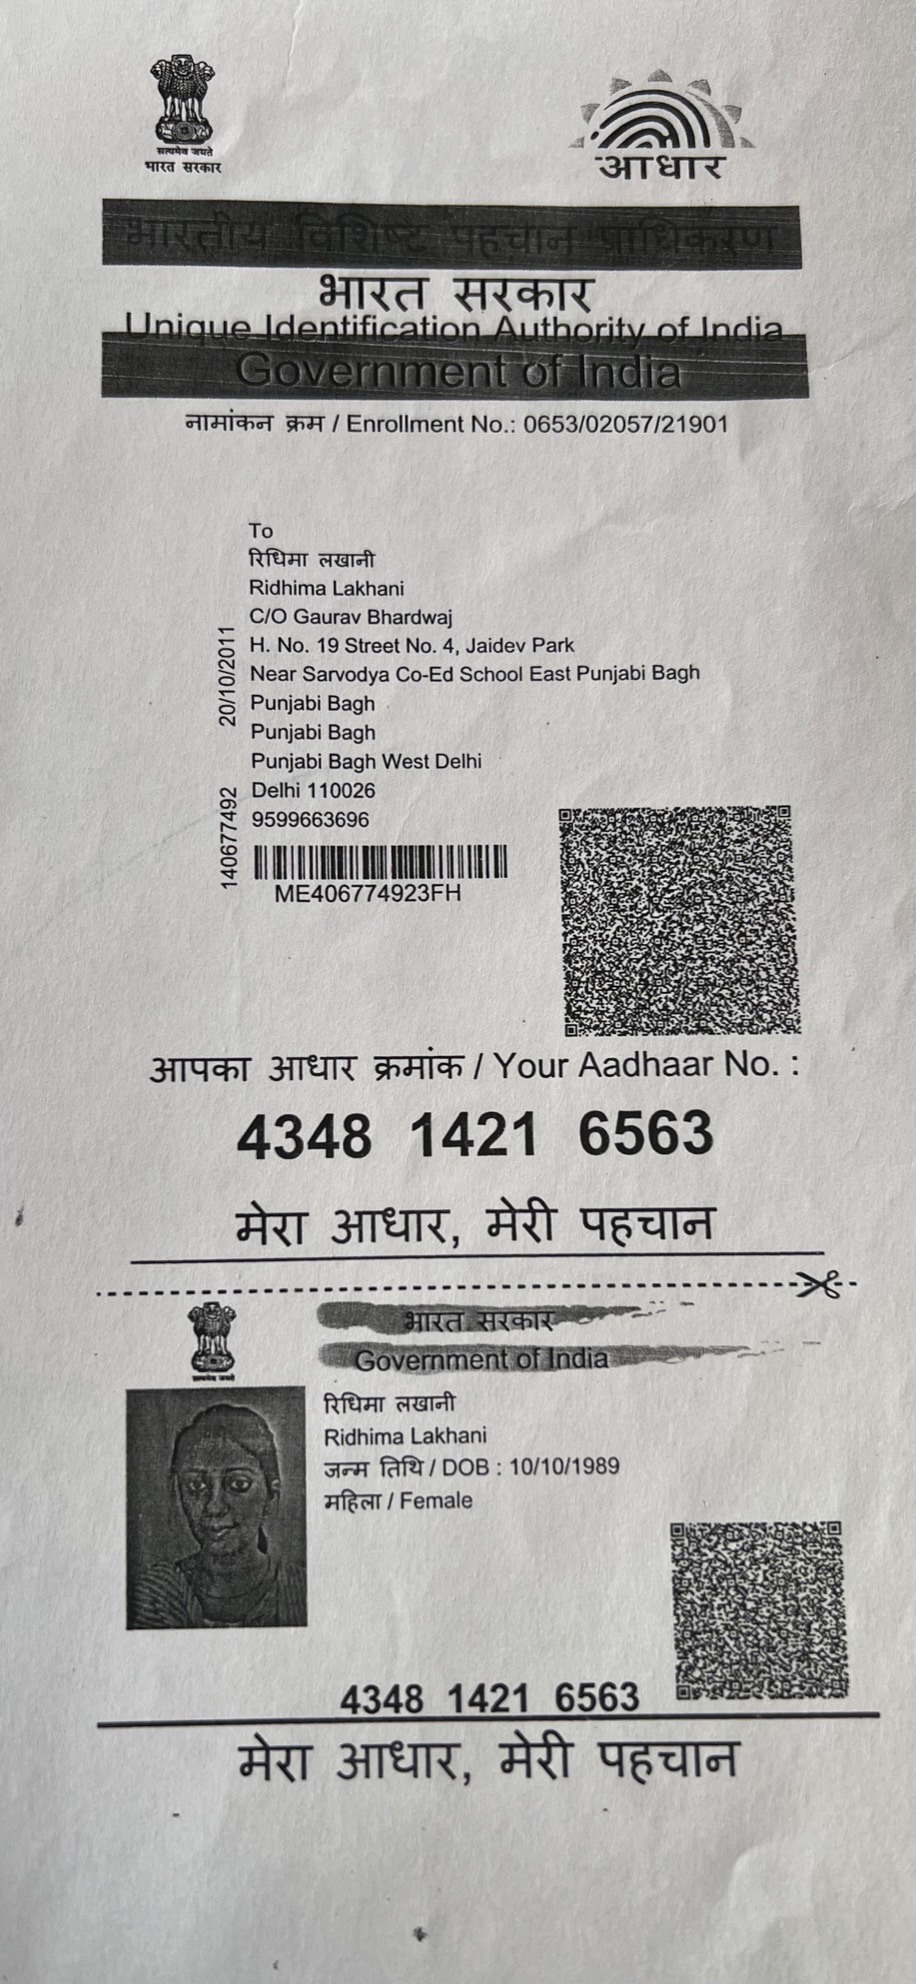 सत्यमेव जयते
भारत सरकार
आधार
भारतीय विशिष्ट पहचान प्राधिकरण
भारत सरकार
Unique Identification Authority of India
Government of India
नामांकन क्रम / Enrollment No.: 0653/02057/21901
To
रिधिमा लखानी
Ridhima Lakhani
C/O Gaurav Bhardwaj
H. No. 19 Street No. 4, Jaidev Park
Near Sarvodya Co-Ed School East Punjabi Bagh
Punjabi Bagh
Punjabi Bagh
Punjabi Bagh West Delhi
Delhi 110026
9599663696
20/10/2011
140677492
ME406774923FH
आपका आधार क्रमांक / Your Aadhaar No. :
4348 1421 6563
मेरा आधार, मेरी पहचान
भारत सरकार
Government of India
सत्यमेव जयते
रिधिमा लखानी
Ridhima Lakhani
जन्म तिथि / DOB : 10/10/1989
महिला / Female
4348 1421 6563
मेरा आधार, मेरी पहचान